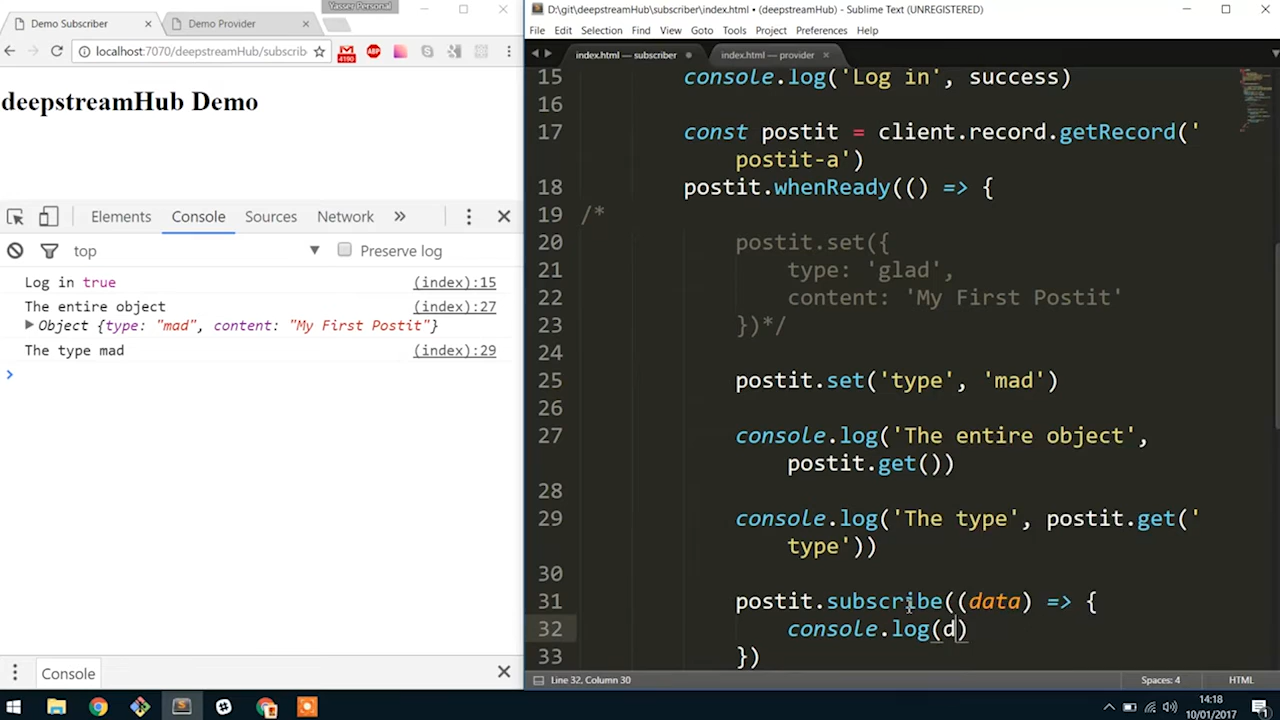 Demo Subscriber
Demo Provider
Yasser Personal
localhost:7070/deepstreamHub/subscrib
4190
ABP
deepstreamHub Demo
Elements
Console
Sources
Network
top
Preserve log
Log in true
(index):15
The entire object
(index):27
Object {type: "mad", content: "My First Postit"}
The type mad
(index):29
Console
D:\git\deepstreamHub\subscriber\index.html • (deepstreamHub) - Sublime Text (UNREGISTERED)
File Edit Selection Find View Goto Tools Project Preferences Help
index.html — subscriber
index.html — provider
15 console.log('Log in', success)
16
17 const postit = client.record.getRecord('
postit-a')
18 postit.whenReady(() => {
19 /*
20 postit.set({
21 type: 'glad',
22 content: 'My First Postit'
23 })*/
24
25 postit.set('type', 'mad')
26
27 console.log('The entire object',
postit.get())
28
29 console.log('The type', postit.get('
type'))
30
31 postit.subscribe((data) => {
32 console.log(d)
33 })
Line 32, Column 30
Spaces: 4
HTML
14:18
10/01/2017
1